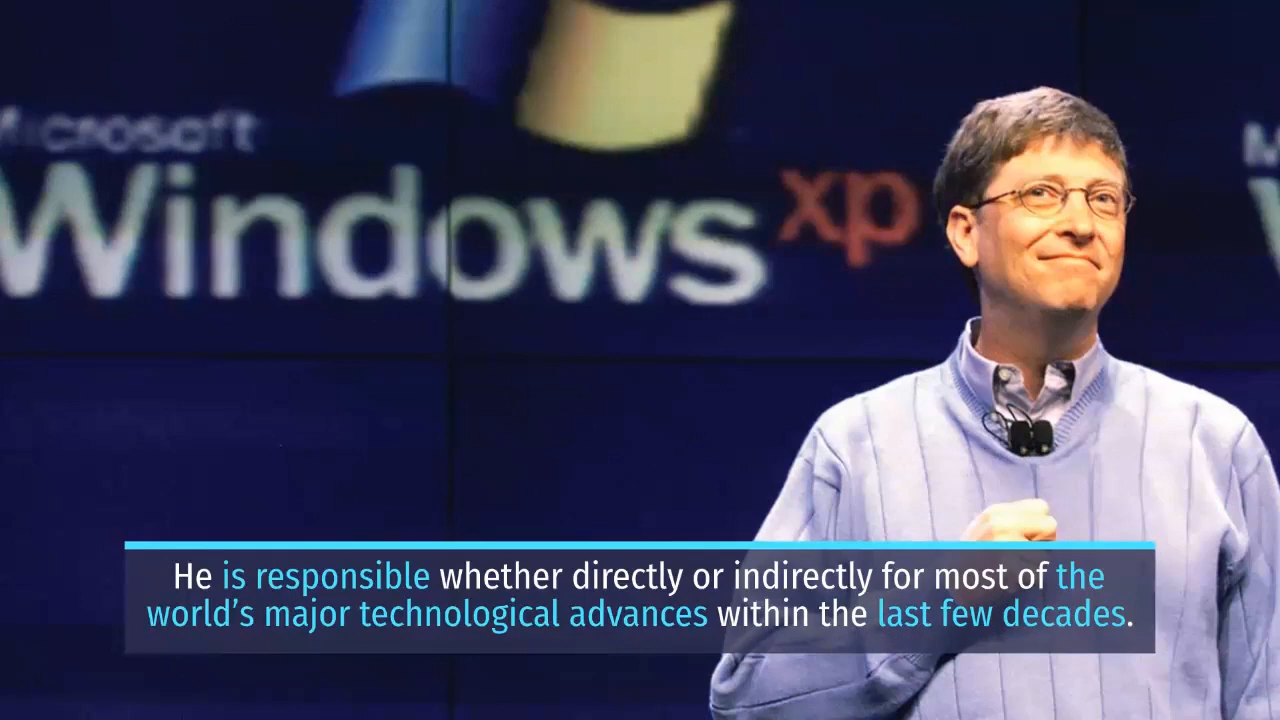 Microsoft
Windows xp
He is responsible whether directly or indirectly for most of the
world’s major technological advances within the last few decades.